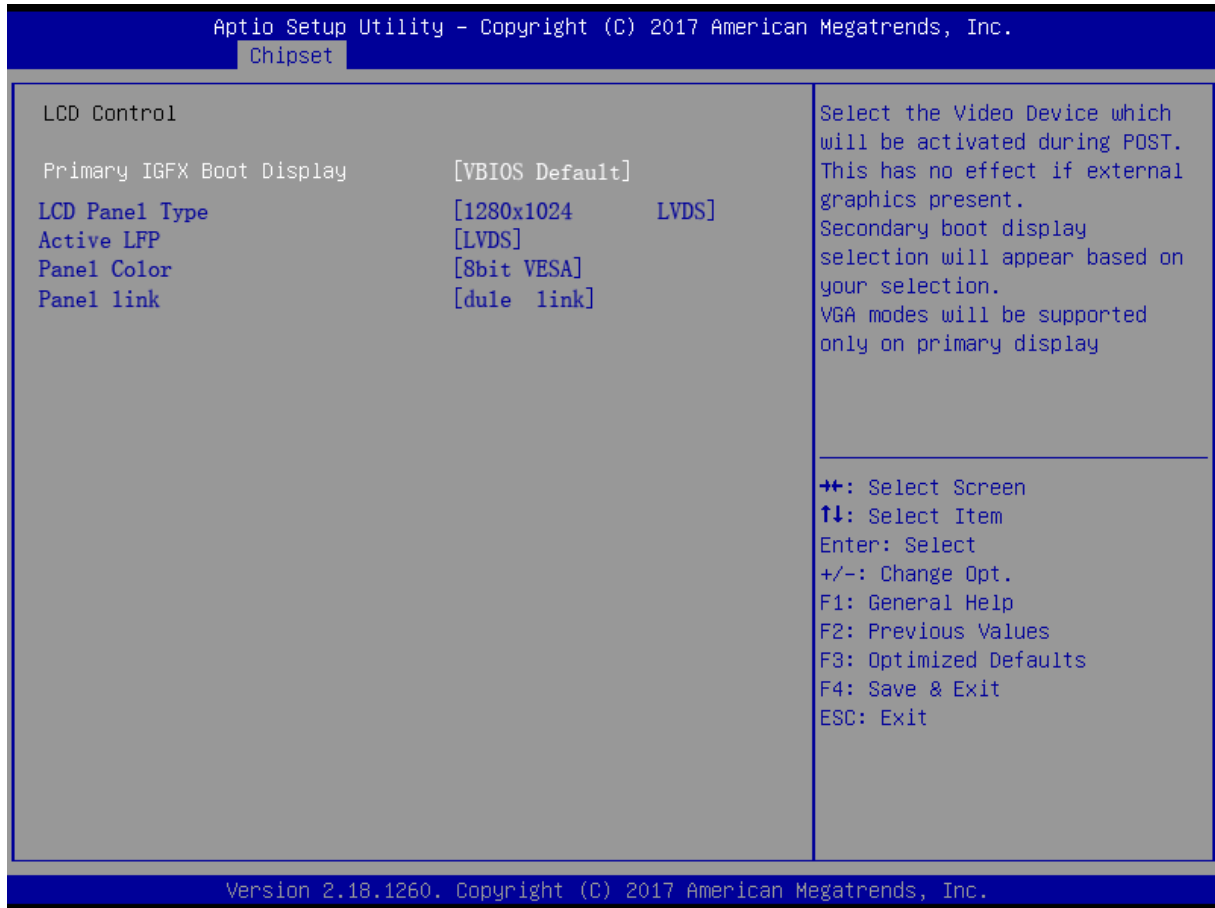 Aptio Setup Utility – Copyright (C) 2017 American Megatrends, Inc.
Chipset
LCD Control
Primary IGFX Boot Display [VBIOS Default]
LCD Panel Type [1280x1024 LVDS]
Active LFP [LVDS]
Panel Color [8bit VESA]
Panel link [dule link]
Select the Video Device which
will be activated during POST.
This has no effect if external
graphics present.
Secondary boot display
selection will appear based on
your selection.
VGA modes will be supported
only on primary display
→←: Select Screen
↑↓: Select Item
Enter: Select
+/-: Change Opt.
F1: General Help
F2: Previous Values
F3: Optimized Defaults
F4: Save & Exit
ESC: Exit
Version 2.18.1260. Copyright (C) 2017 American Megatrends, Inc.